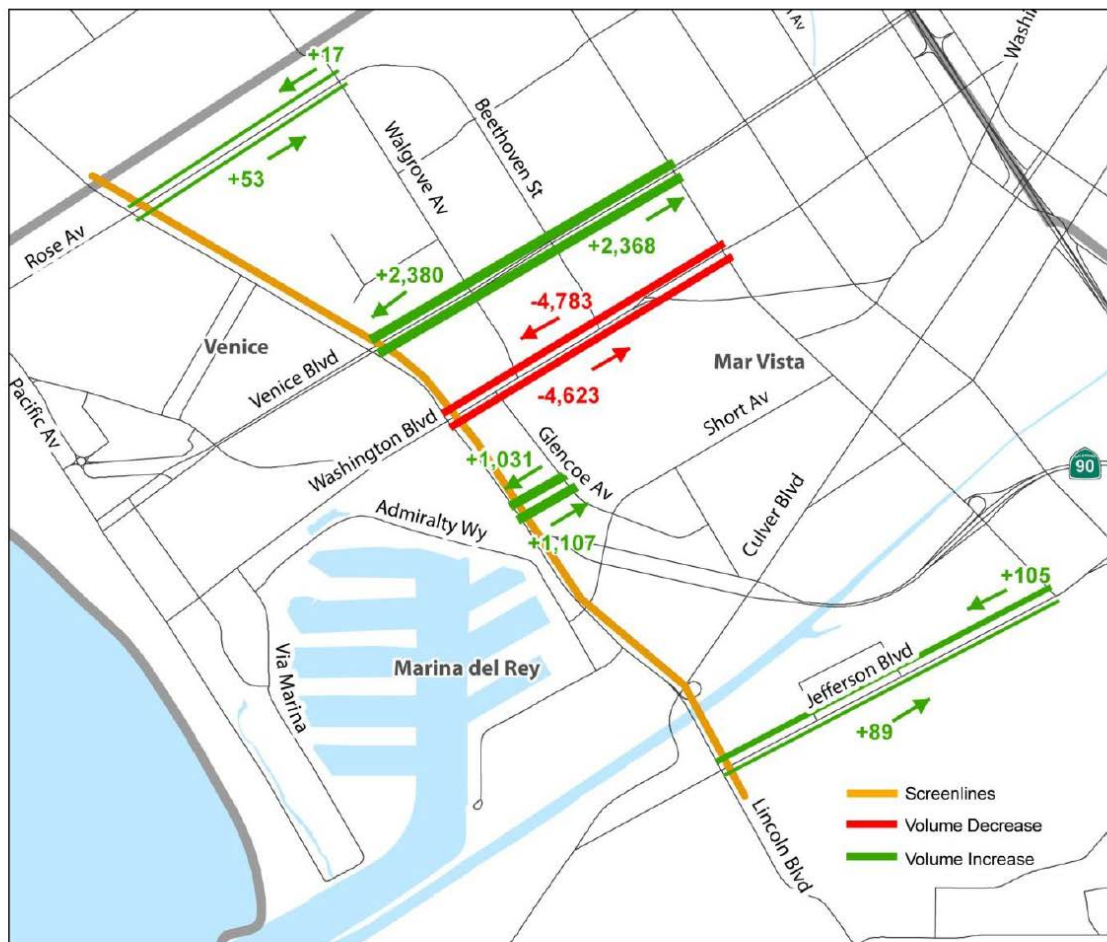 +17
Av
Washing
Beethoven St
Walgrove Av
+53
Rose Av
+2,368
+2,380
-4,783
Venice
Mar Vista
Venice Blvd
-4,623
Short Av
Pacific Av
Washington Blvd
Glencoe Av
+1,031
90
Culver Blvd
Admiralty Wy
+1,107
+105
Via Marina
Marina del Rey
Jefferson Blvd
+89
Lincoln Blvd
Screenlines
Volume Decrease
Volume Increase